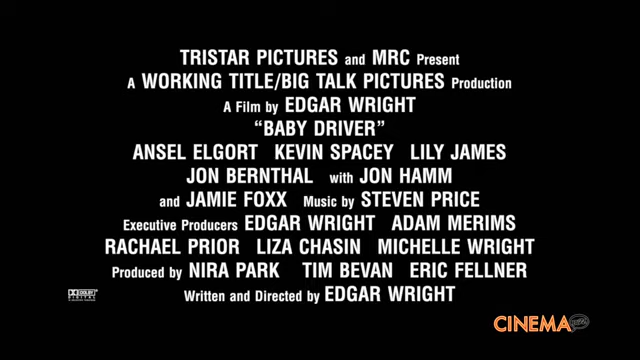 TRISTAR PICTURES and MRC Present
A WORKING TITLE/BIG TALK PICTURES Production
A Film by EDGAR WRIGHT
“BABY DRIVER”
ANSEL ELGORT KEVIN SPACEY LILY JAMES
JON BERNTHAL with JON HAMM
and JAMIE FOXX Music by STEVEN PRICE
Executive Producers EDGAR WRIGHT ADAM MERIMS
RACHAEL PRIOR LIZA CHASIN MICHELLE WRIGHT
Produced by NIRA PARK TIM BEVAN ERIC FELLNER
Written and Directed by EDGAR WRIGHT
DOLBY
DIGITAL
CINEMA